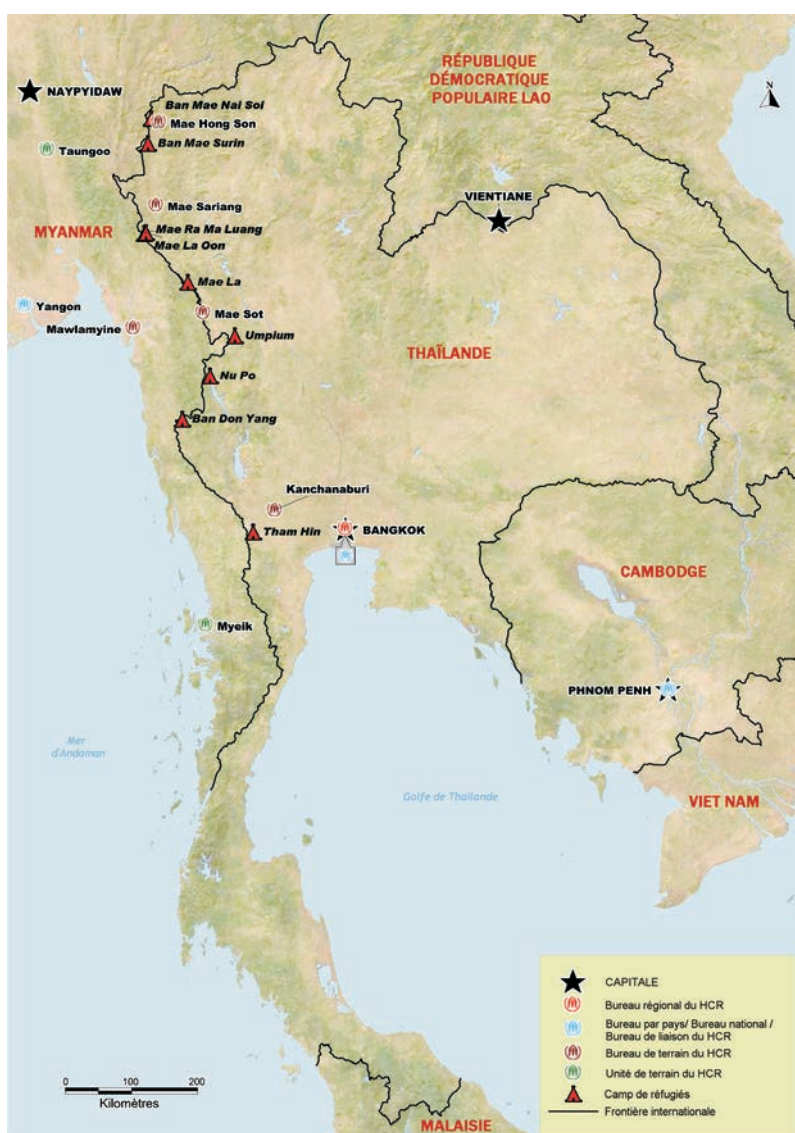 RÉPUBLIQUE
DÉMOCRATIQUE
POPULAIRE LAO
N
NAYPYIDAW
Ban Mae Nai Soi
Mae Hong Son
Ban Mae Surin
Taungoo
Mae Sariang
VIENTIANE
MYANMAR
Mae Ra Ma Luang
Mae La Oon
Mae La
Yangon
Mae Sot
Mawlamyine
Umpium
THAÏLANDE
Nu Po
Ban Don Yang
Kanchanaburi
Tham Hin
BANGKOK
CAMBODGE
Myeik
PHNOM PENH
Mer
d'Andaman
Golfe de Thaïlande
VIET NAM
CAPITALE
Bureau régional du HCR
Bureau par pays/ Bureau national /
Bureau de liaison du HCR
Bureau de terrain du HCR
Unité de terrain du HCR
Camp de réfugiés
Frontière internationale
0 100 200
Kilomètres
MALAISIE